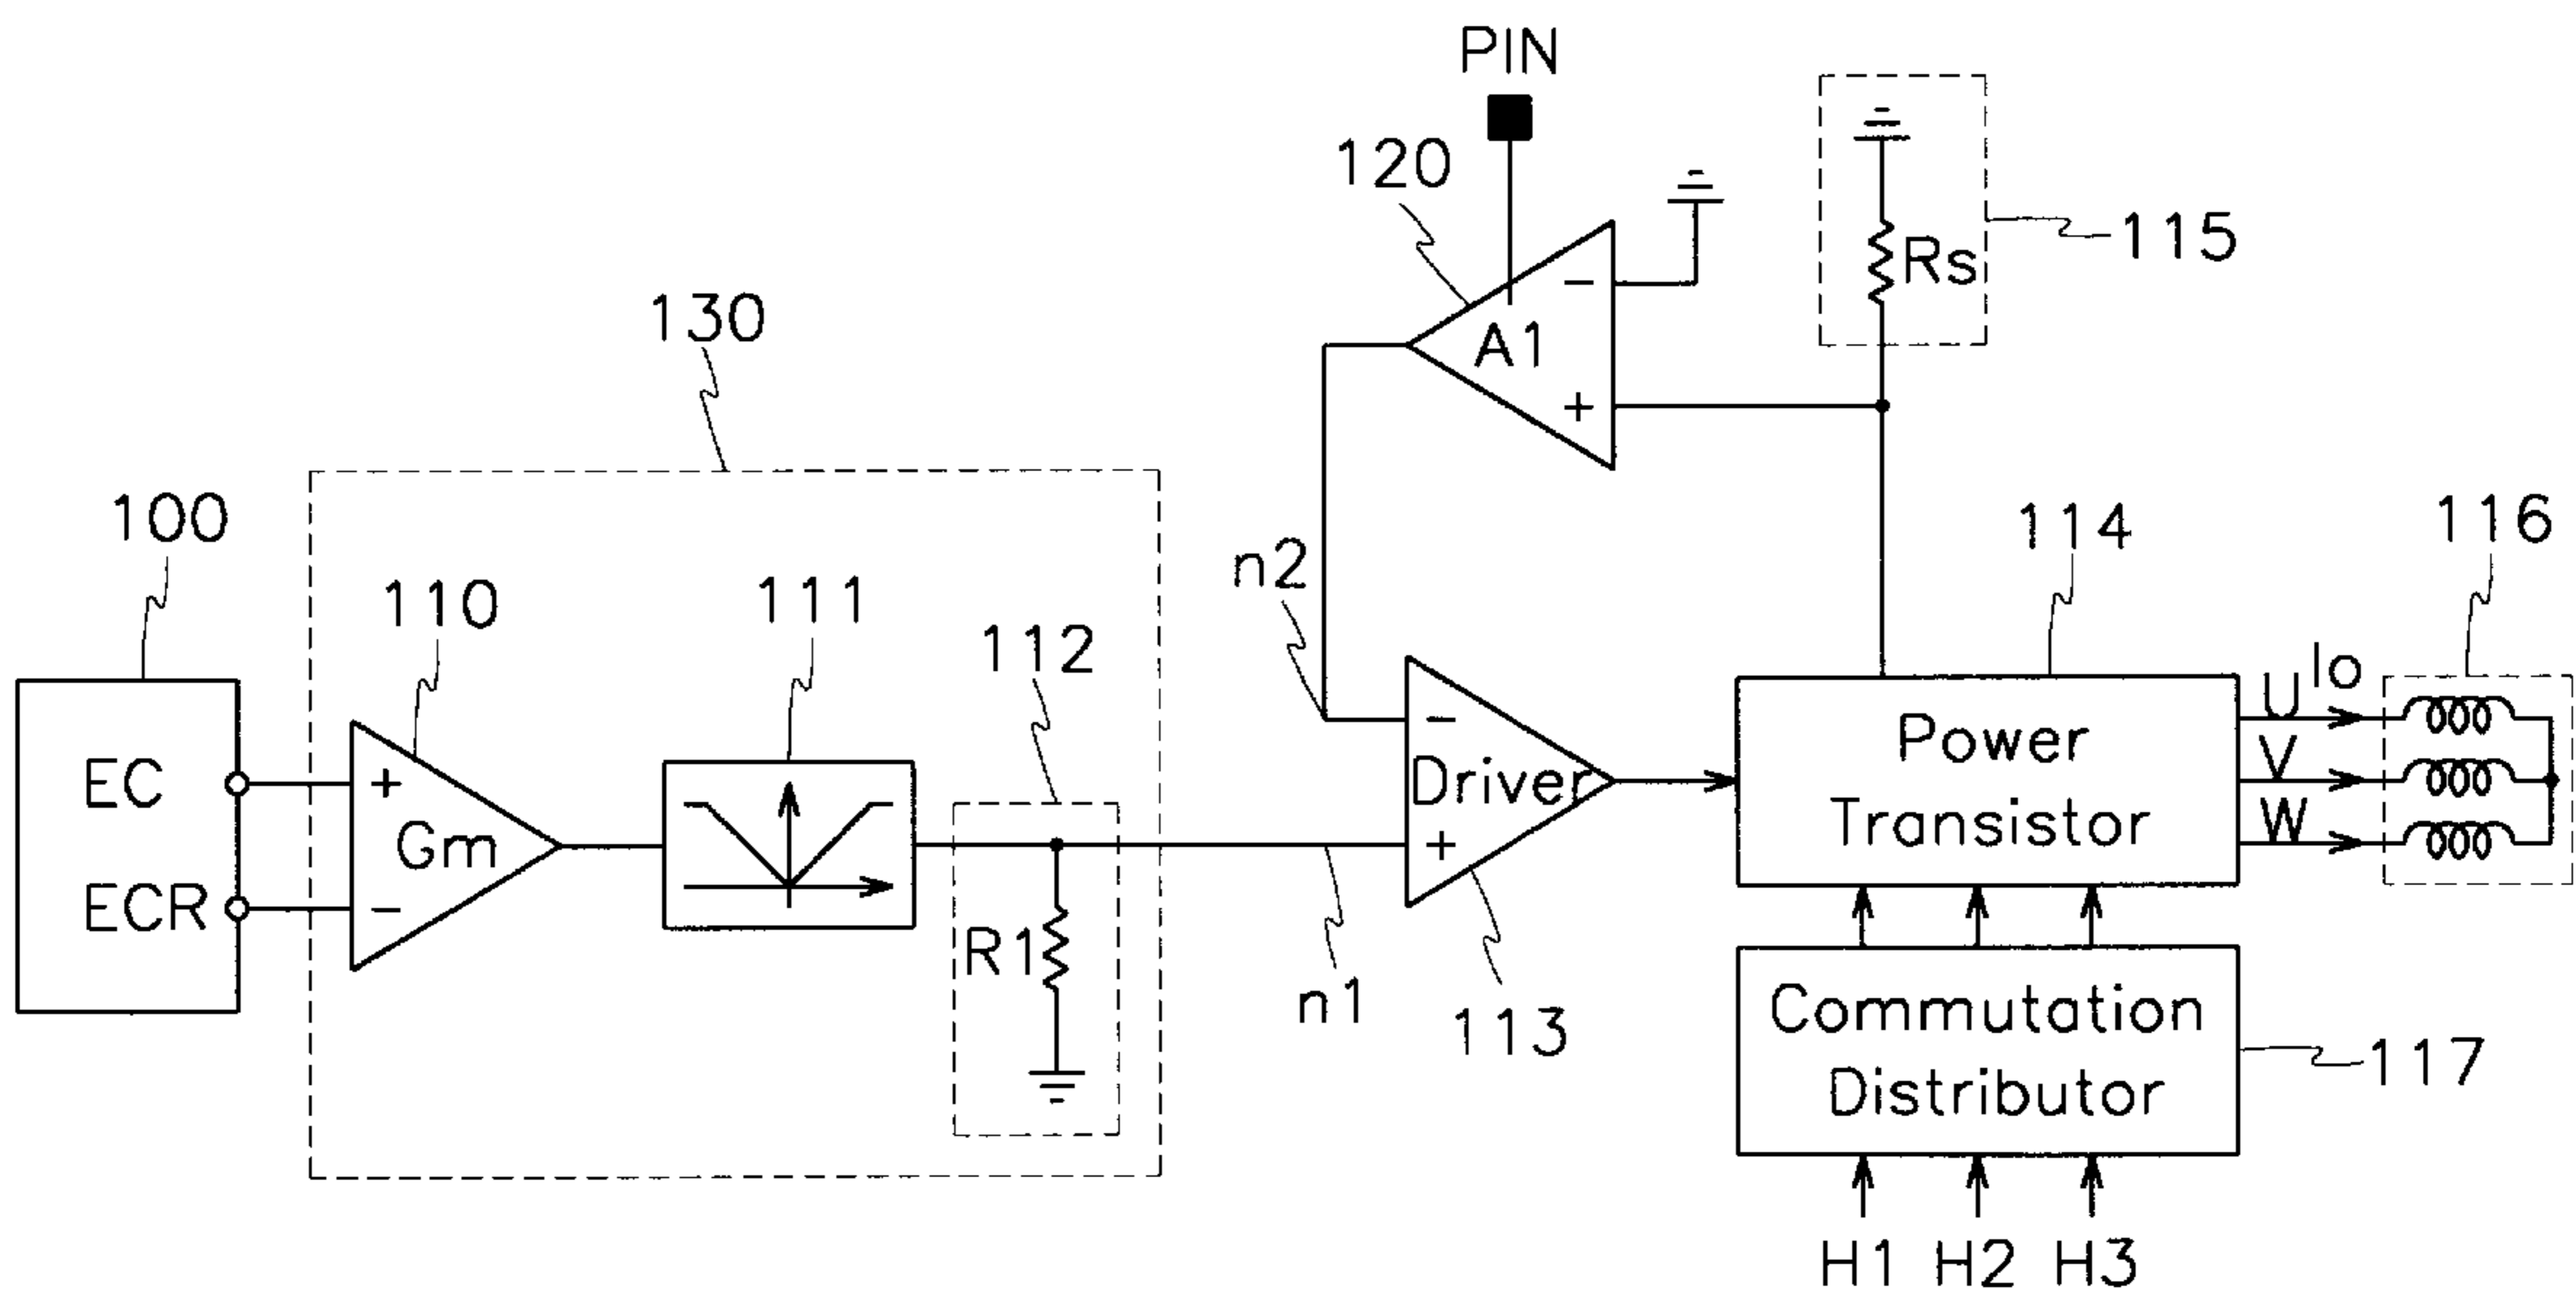 PIN
120
115
Rs
A1
−
+
130
100
110
111
112
n2
114
116
EC
ECR
+
Gm
−
R1
−
Driver
+
n1
113
Power
Transistor
U
Io
V
W
Commutation
Distributor
117
H1 H2 H3